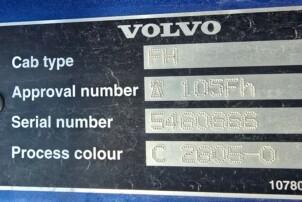 VOLVO
Cab type FH
Approval number 105Fh
Serial number 5460666
Process colour C 2605-0
10780